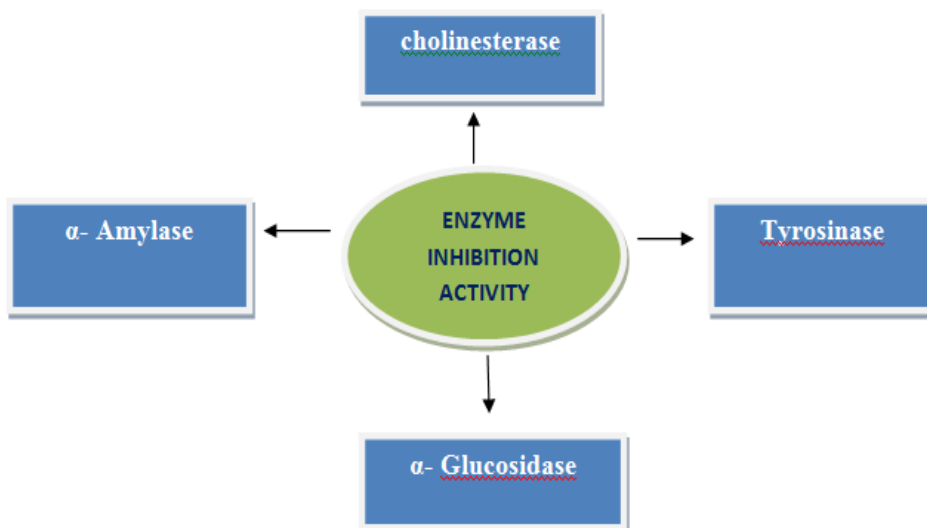 cholinesterase
α- Amylase
ENZYME
INHIBITION
ACTIVITY
Tyrosinase
α- Glucosidase